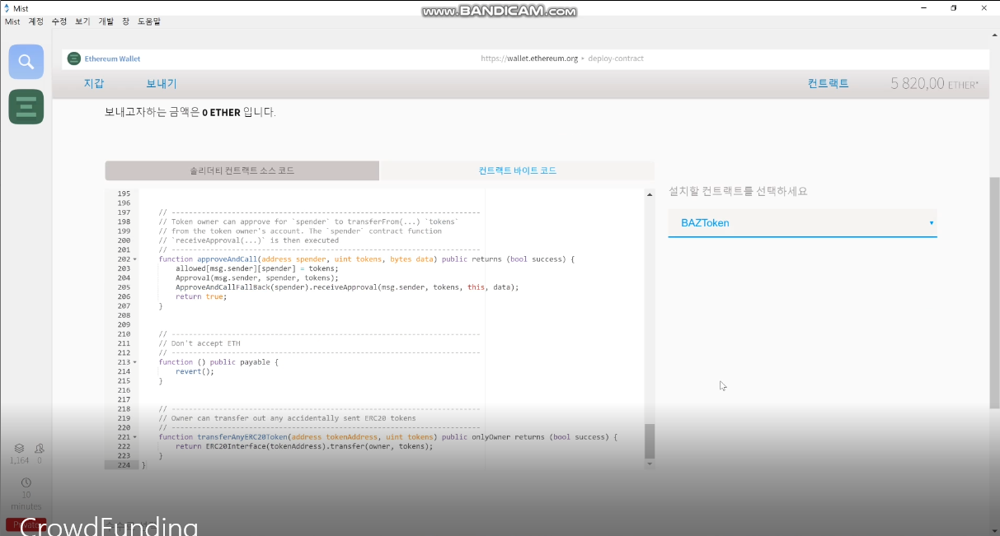 Mist
www.BANDICAM.com
Mist 계정 수정 보기 개발 창 도움말
Ethereum Wallet
https://wallet.ethereum.org • deploy-contract
지갑 보내기 컨트랙트 5 820,00 ETHER*
보내고자하는 금액은 0 ETHER 입니다.
솔리더티 컨트랙트 소스 코드 컨트랙트 바이트 코드
설치할 컨트랙트를 선택하세요
BAZToken
195
196
197 // ------------------------------------------------------------------------
198 // Token owner can approve for `spender` to transferFrom(...) `tokens`
199 // from the token owner's account. The `spender` contract function
200 // `receiveApproval(...)` is then executed
201 // ------------------------------------------------------------------------
202 function approveAndCall(address spender, uint tokens, bytes data) public returns (bool success) {
203 allowed[msg.sender][spender] = tokens;
204 Approval(msg.sender, spender, tokens);
205 ApproveAndCallFallBack(spender).receiveApproval(msg.sender, tokens, this, data);
206 return true;
207 }
208
209
210 // ------------------------------------------------------------------------
211 // Don't accept ETH
212 // ------------------------------------------------------------------------
213 function () public payable {
214 revert();
215 }
216
217
218 // ------------------------------------------------------------------------
219 // Owner can transfer out any accidentally sent ERC20 tokens
220 // ------------------------------------------------------------------------
221 function transferAnyERC20Token(address tokenAddress, uint tokens) public onlyOwner returns (bool success) {
222 return ERC20Interface(tokenAddress).transfer(owner, tokens);
223 }
224 }
1,164 0
10
minutes
CrowdFunding